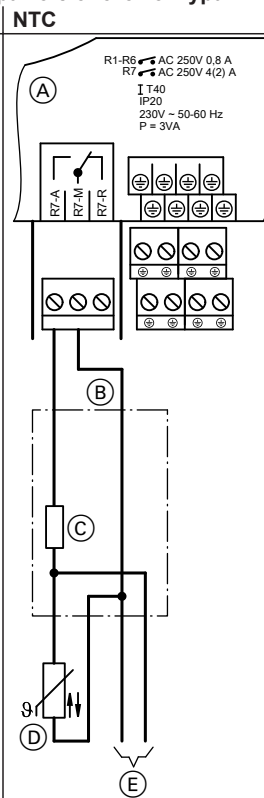 NTC
R1-R6 AC 250V 0,8 A
R7 AC 250V 4(2) A
T40
IP20
230V ~ 50-60 Hz
P = 3VA
A
R7-A
R7-M
R7-R
B
C
ϑ
D
E